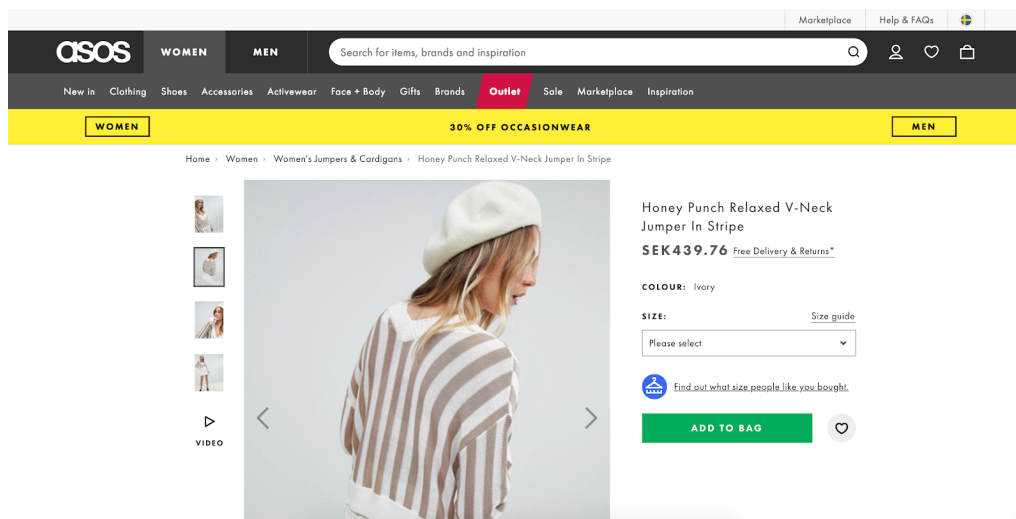 Marketplace
Help & FAQs
asos
WOMEN
MEN
Search for items, brands and inspiration
New in
Clothing
Shoes
Accessories
Activewear
Face + Body
Gifts
Brands
Outlet
Sale
Marketplace
Inspiration
WOMEN
30% OFF OCCASIONWEAR
MEN
Home › Women › Women's Jumpers & Cardigans › Honey Punch Relaxed V-Neck Jumper In Stripe
VIDEO
Honey Punch Relaxed V-Neck
Jumper In Stripe
SEK439.76 Free Delivery & Returns*
COLOUR: Ivory
SIZE:
Size guide
Please select
Find out what size people like you bought.
ADD TO BAG